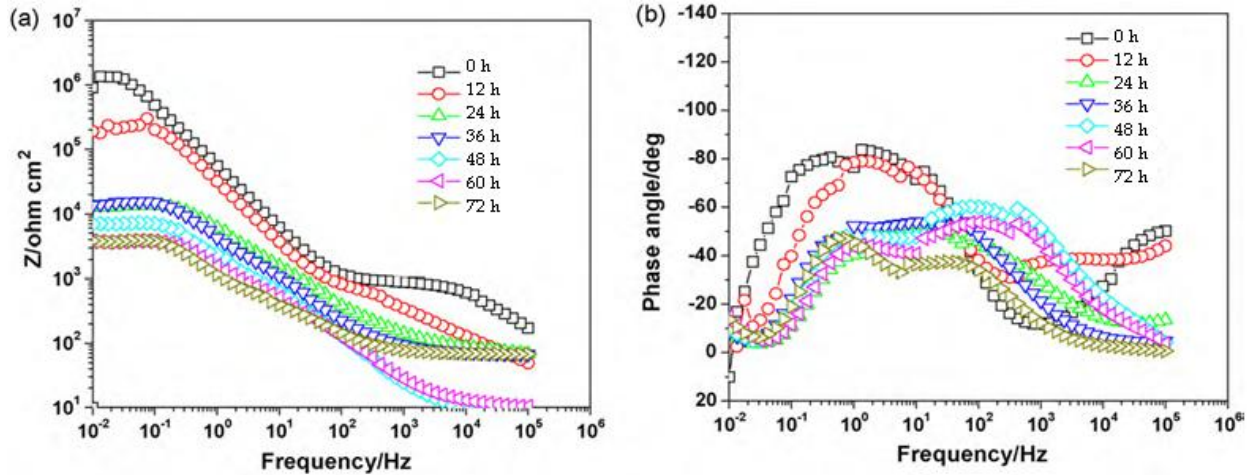 (a)
10^7
10^6
10^5
10^4
10^3
10^2
10^1
Z/ohm cm^2
0 h
12 h
24 h
36 h
48 h
60 h
72 h
10^-2 10^-1 10^0 10^1 10^2 10^3 10^4 10^5 10^6
Frequency/Hz
(b)
-140
-120
-100
-80
-60
-40
-20
0
20
Phase angle/deg
0 h
12 h
24 h
36 h
48 h
60 h
72 h
10^-2 10^-1 10^0 10^1 10^2 10^3 10^4 10^5 10^6
Frequency/Hz